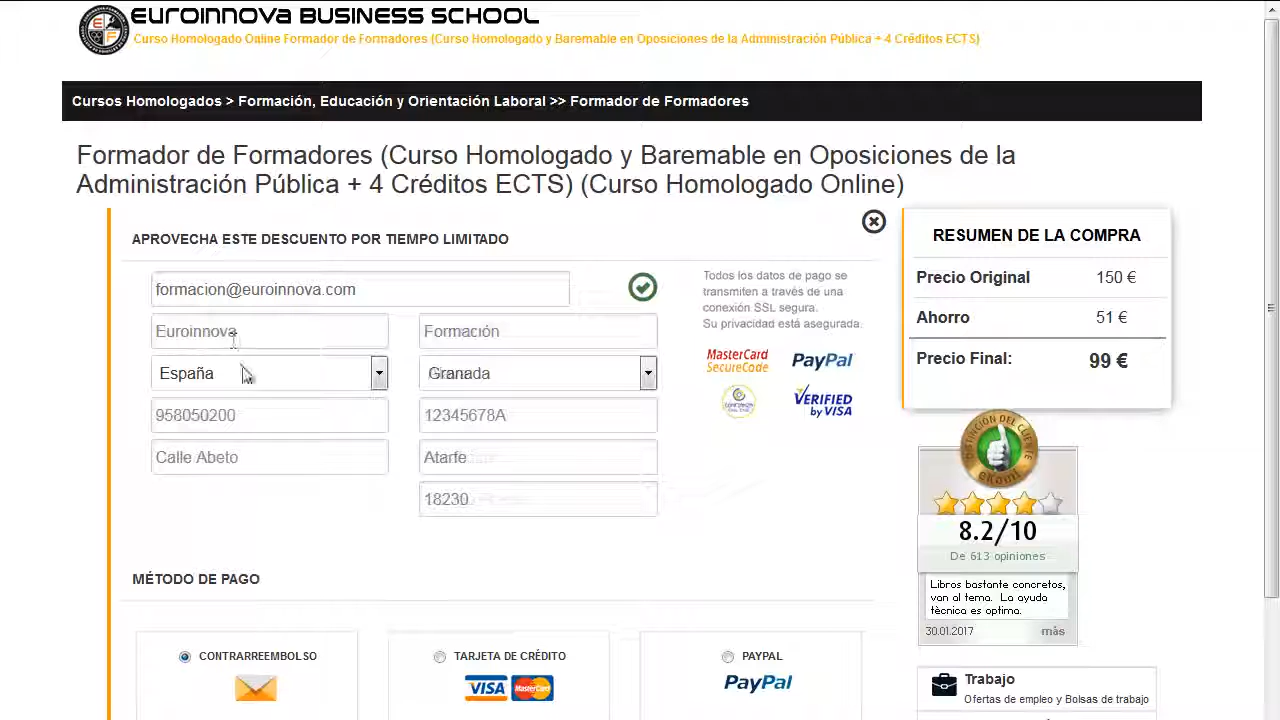 EUROINNOVA BUSINESS SCHOOL
Curso Homologado Online Formador de Formadores (Curso Homologado y Baremable en Oposiciones de la Administración Pública + 4 Créditos ECTS)
Cursos Homologados > Formación, Educación y Orientación Laboral >> Formador de Formadores
Formador de Formadores (Curso Homologado y Baremable en Oposiciones de la
Administración Pública + 4 Créditos ECTS) (Curso Homologado Online)
APROVECHA ESTE DESCUENTO POR TIEMPO LIMITADO
formacion@euroinnova.com
Euroinnova
Formación
España
Granada
958050200
12345678A
Calle Abeto
Atarfe
18230
Todos los datos de pago se
transmiten a través de una
conexión SSL segura.
Su privacidad está asegurada.
MasterCard
SecureCode
PayPal
VERIFIED
by VISA
MÉTODO DE PAGO
CONTRARREEMBOLSO
TARJETA DE CRÉDITO
VISA
MasterCard
PAYPAL
PayPal
RESUMEN DE LA COMPRA
Precio Original 150 €
Ahorro 51 €
Precio Final: 99 €
DISTINCIÓN DEL CLIENTE
eKomi
8.2/10
De 613 opiniones
Libros bastante concretos,
van al tema. La ayuda
tècnica es optima.
30.01.2017 más
Trabajo
Ofertas de empleo y Bolsas de trabajo